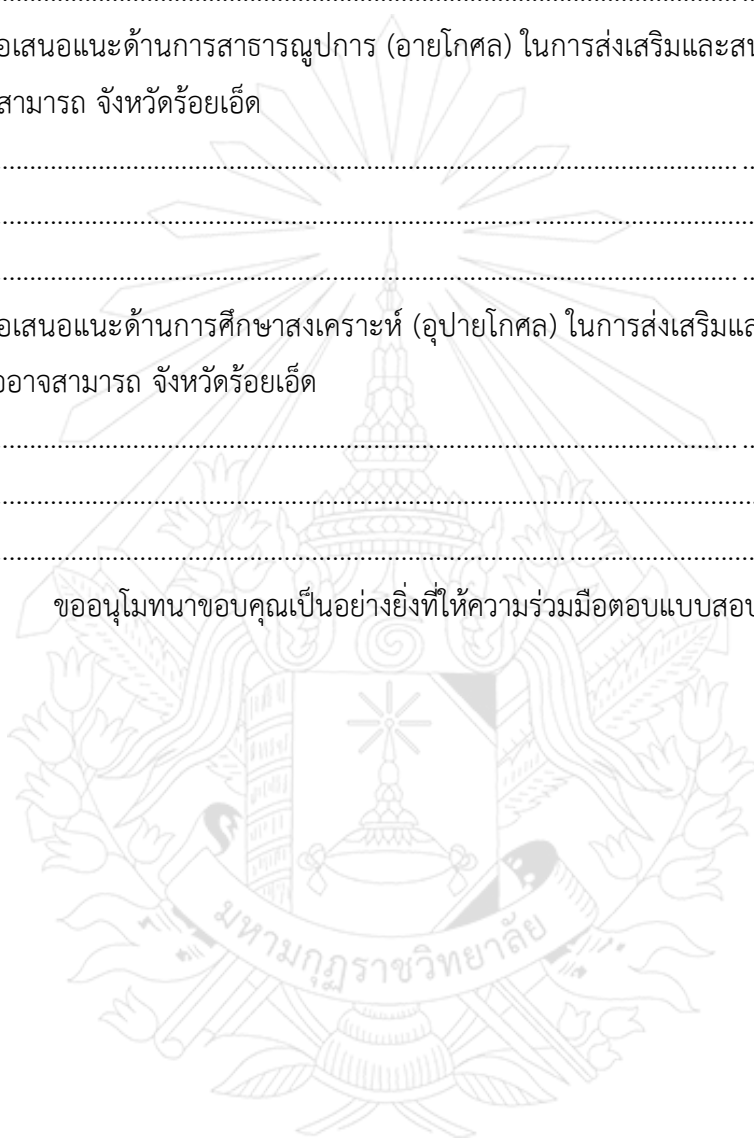 อเสนอแนะด้านการสาธารณูปการ (อายโกศล) ในการส่งเสริมและสน
สามารถ จังหวัดร้อยเอ็ด
อเสนอแนะด้านการศึกษาสงเคราะห์ (อุปายโกศล) ในการส่งเสริมแล
ออาจสามารถ จังหวัดร้อยเอ็ด
ขออนุโมทนาขอบคุณเป็นอย่างยิ่งที่ให้ความร่วมมือตอบแบบสอบ
มหามกุฏราชวิทยาลัย